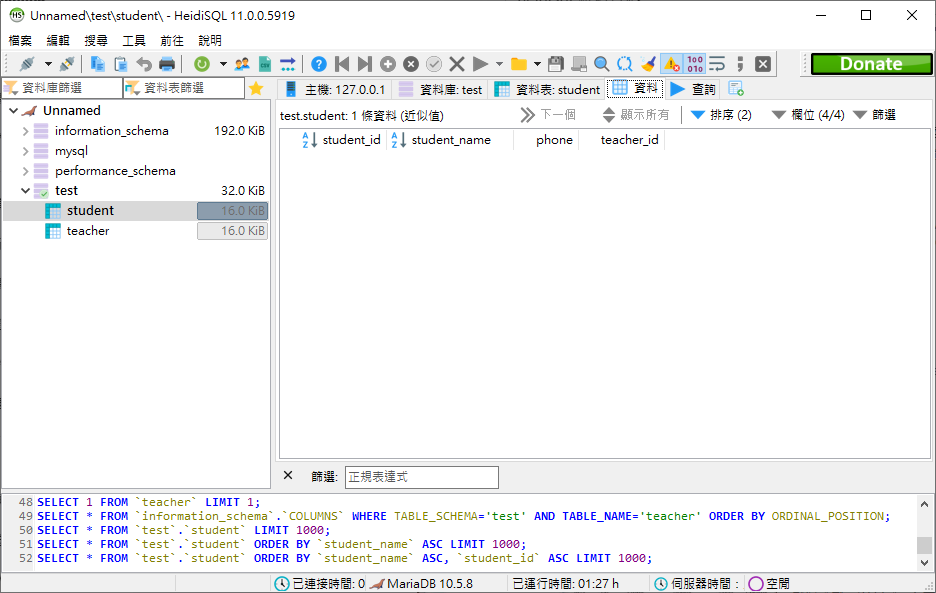 Unnamed\test\student\ - HeidiSQL 11.0.0.5919
檔案 編輯 搜尋 工具 前往 說明
Donate
資料庫篩選 資料表篩選 主機: 127.0.0.1 資料庫: test 資料表: student 資料 查詢
Unnamed
information_schema 192.0 KiB
mysql
performance_schema
test 32.0 KiB
student 16.0 KiB
teacher 16.0 KiB
test.student: 1 條資料 (近似值) 下一個 顯示所有 排序 (2) 欄位 (4/4) 篩選
student_id student_name phone teacher_id
篩選: 正規表達式
48 SELECT 1 FROM `teacher` LIMIT 1;
49 SELECT * FROM `information_schema`.`COLUMNS` WHERE TABLE_SCHEMA='test' AND TABLE_NAME='teacher' ORDER BY ORDINAL_POSITION;
50 SELECT * FROM `test`.`student` LIMIT 1000;
51 SELECT * FROM `test`.`student` ORDER BY `student_name` ASC LIMIT 1000;
52 SELECT * FROM `test`.`student` ORDER BY `student_name` ASC, `student_id` ASC LIMIT 1000;
已連接時間: 0 MariaDB 10.5.8 已運行時間: 01:27 h 伺服器時間: 空閒